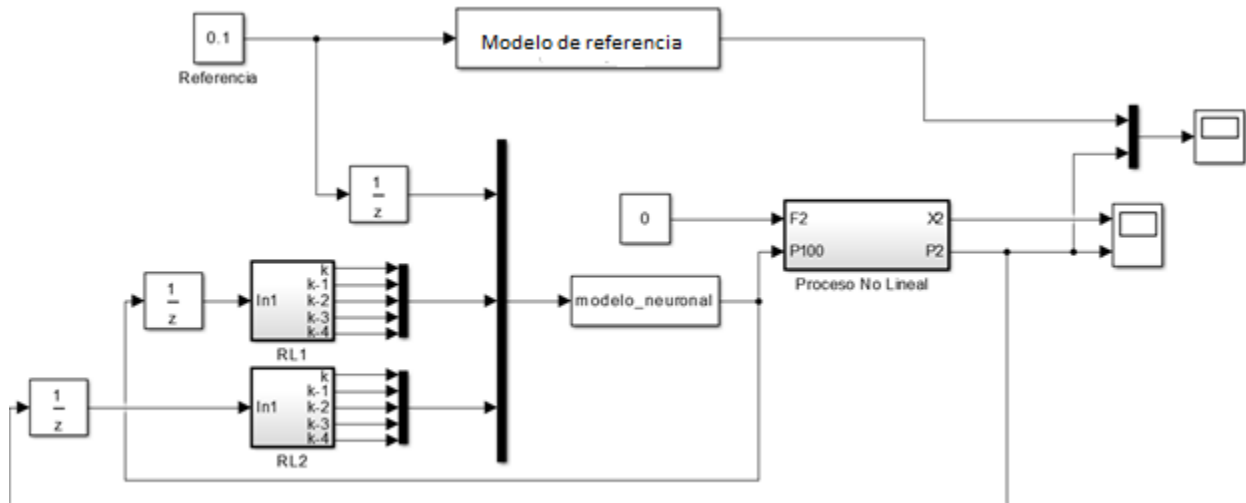 0.1
Referencia
Modelo de referencia
1
z
0
F2
P100
X2
P2
Proceso No Lineal
1
z
In1
k
k-1
k-2
k-3
k-4
RL1
modelo_neuronal
1
z
In1
k
k-1
k-2
k-3
k-4
RL2